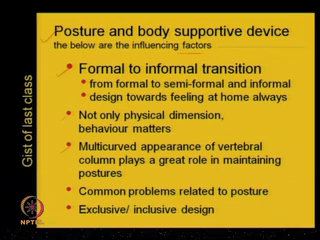 Posture and body supportive device
the below are the influencing factors
Formal to informal transition
from formal to semi-formal and informal
design towards feeling at home always
Not only physical dimension,
behaviour matters
Multicurved appearance of vertebral
column plays a great role in maintaining
postures
Common problems related to posture
Exclusive/ inclusive design
Gist of last class
NPTEL